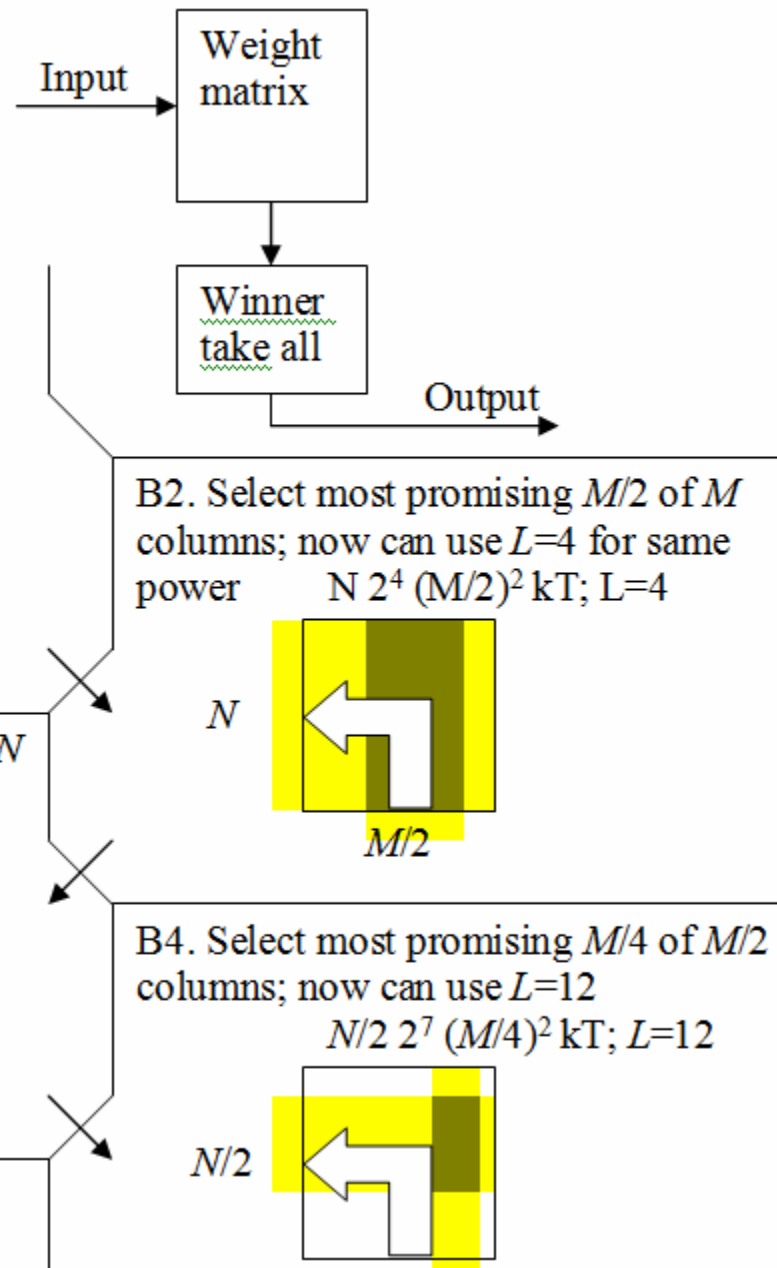 Input
Weight
matrix
Winner
take all
Output
B2. Select most promising M/2 of M
columns; now can use L=4 for same
power N 2⁴ (M/2)² kT; L=4
N
N
M/2
B4. Select most promising M/4 of M/2
columns; now can use L=12
N/2 2⁷ (M/4)² kT; L=12
N/2